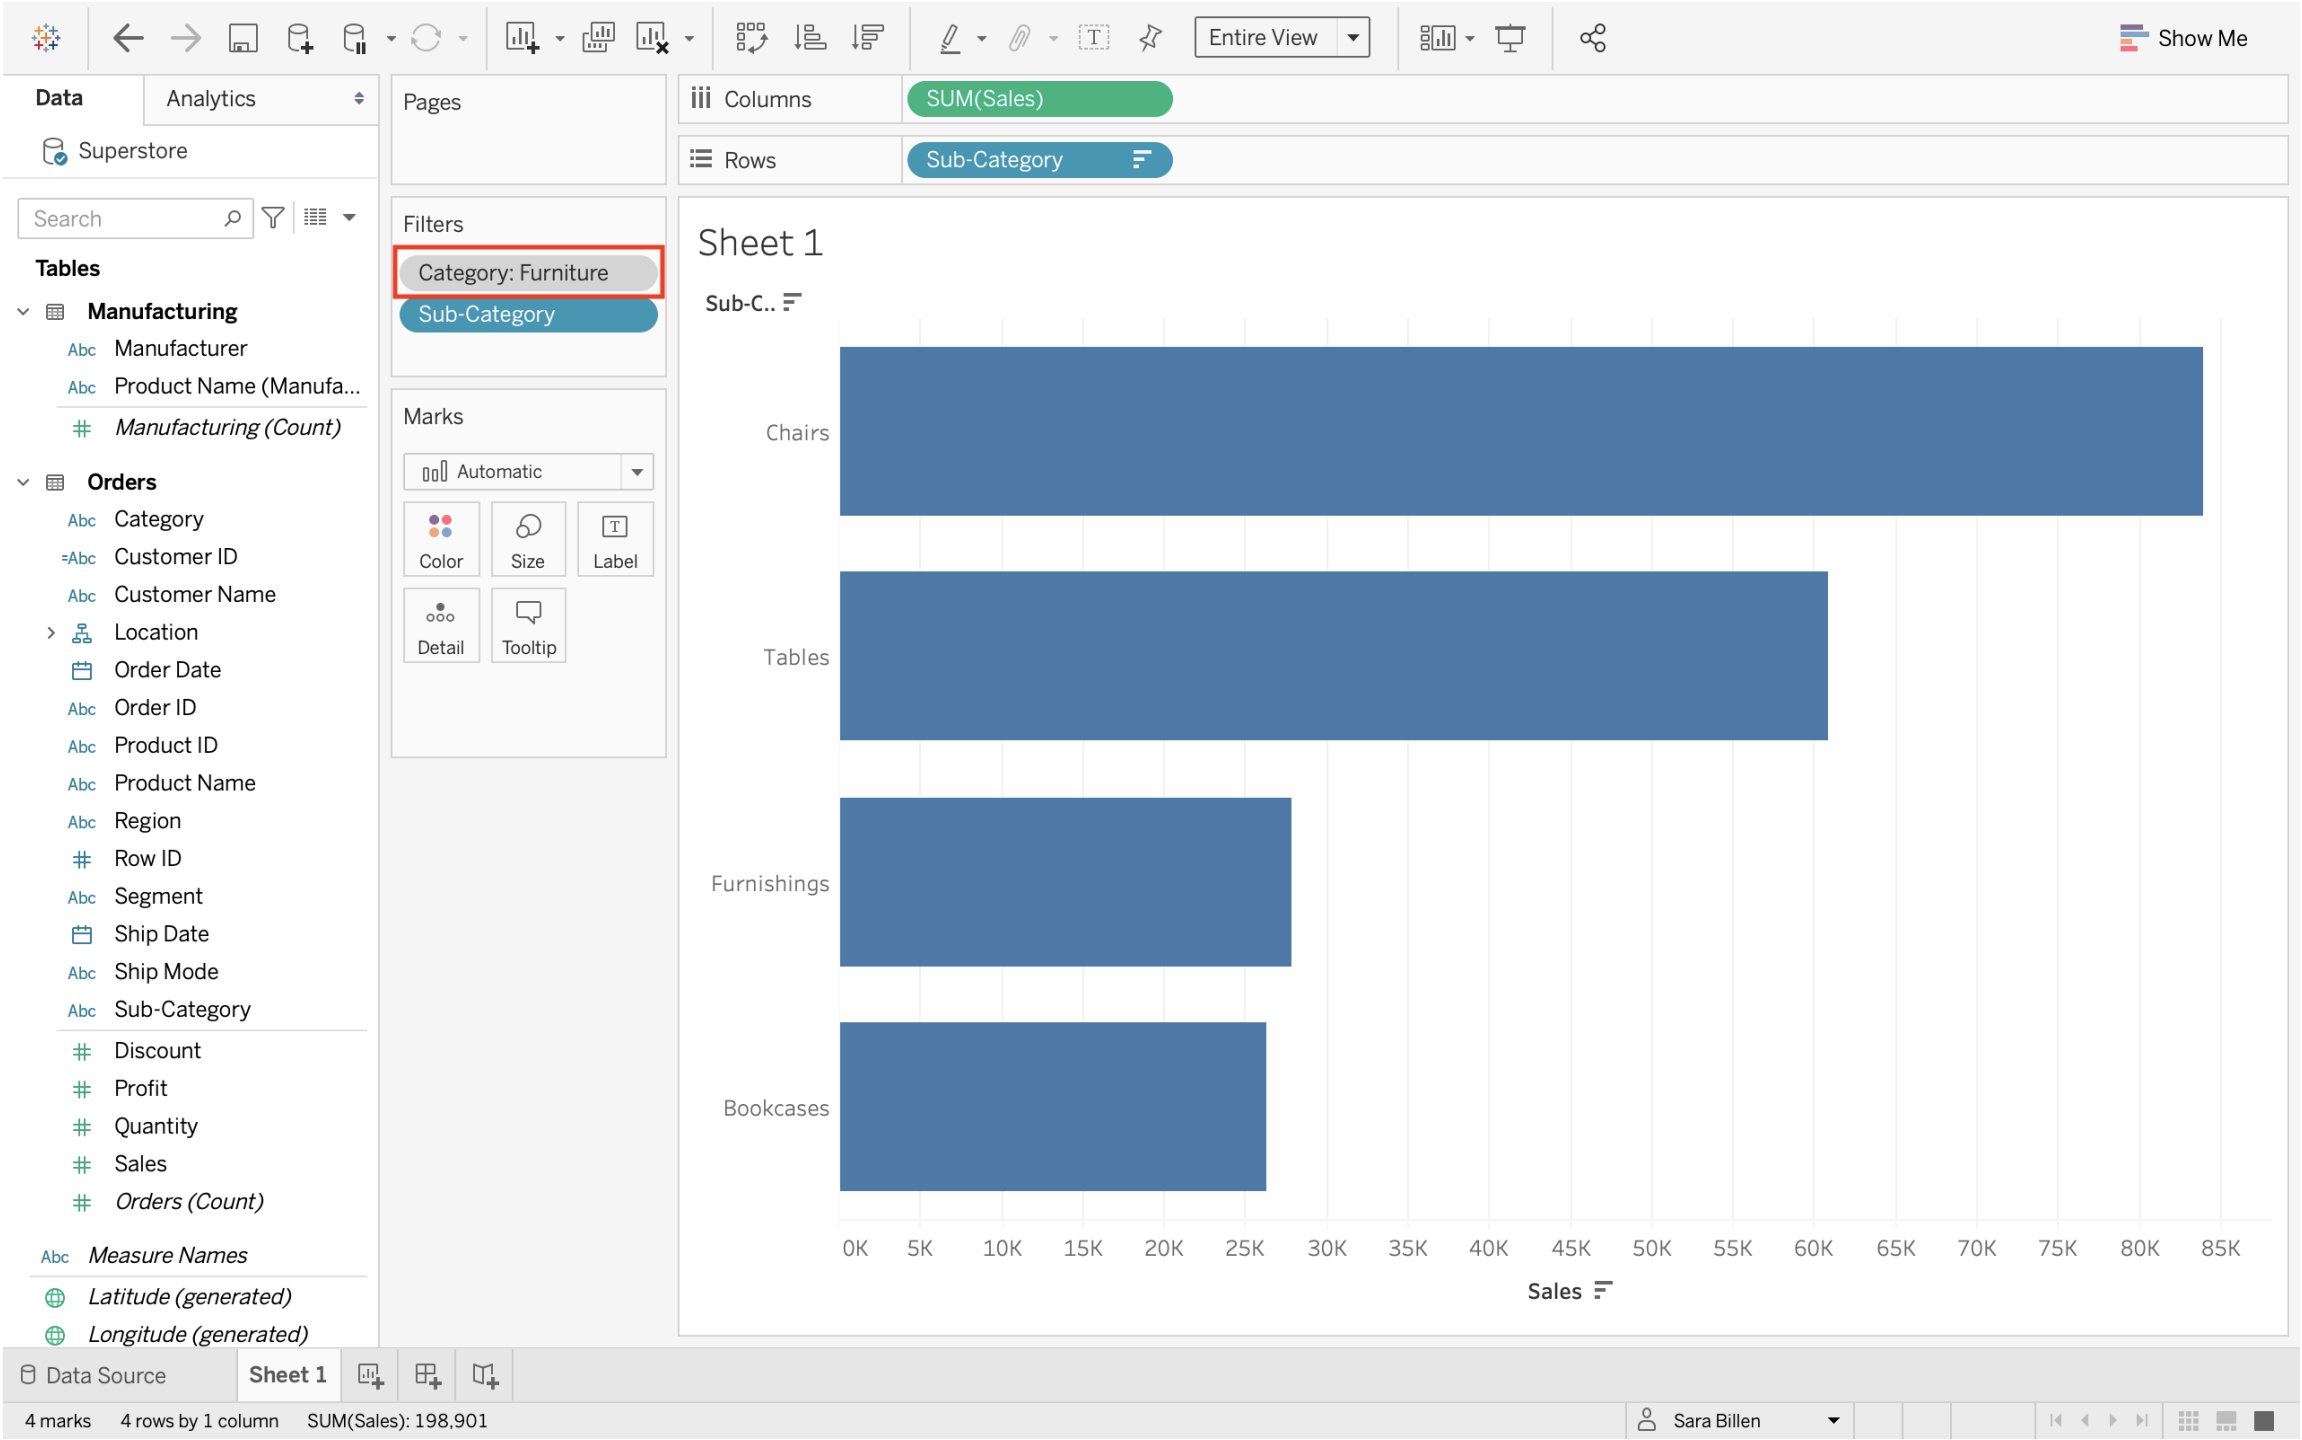 Entire View
Show Me
Data
Analytics
Superstore
Search
Tables
Manufacturing
Abc Manufacturer
Abc Product Name (Manufa...
Manufacturing (Count)
Orders
Abc Category
=Abc Customer ID
Abc Customer Name
Location
Order Date
Abc Order ID
Abc Product ID
Abc Product Name
Abc Region
Row ID
Abc Segment
Ship Date
Abc Ship Mode
Abc Sub-Category
Discount
Profit
Quantity
Sales
Orders (Count)
Abc Measure Names
Latitude (generated)
Longitude (generated)
Pages
Filters
Category: Furniture
Sub-Category
Marks
Automatic
Color
Size
Label
Detail
Tooltip
Columns
SUM(Sales)
Rows
Sub-Category
Sheet 1
Sub-C..
Chairs
Tables
Furnishings
Bookcases
0K 5K 10K 15K 20K 25K 30K 35K 40K 45K 50K 55K 60K 65K 70K 75K 80K 85K
Sales
Data Source
Sheet 1
4 marks
4 rows by 1 column
SUM(Sales): 198,901
Sara Billen